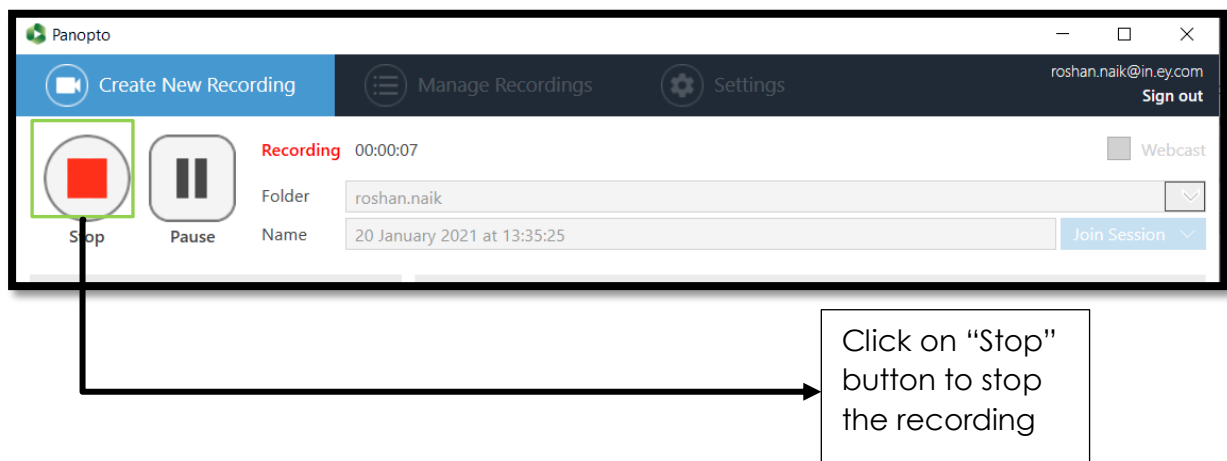 Panopto
Create New Recording Manage Recordings Settings roshan.naik@in.ey.com
Sign out
Recording 00:00:07 Webcast
Folder roshan.naik
Stop Pause Name 20 January 2021 at 13:35:25 Join Session
Click on “Stop”
button to stop
the recording